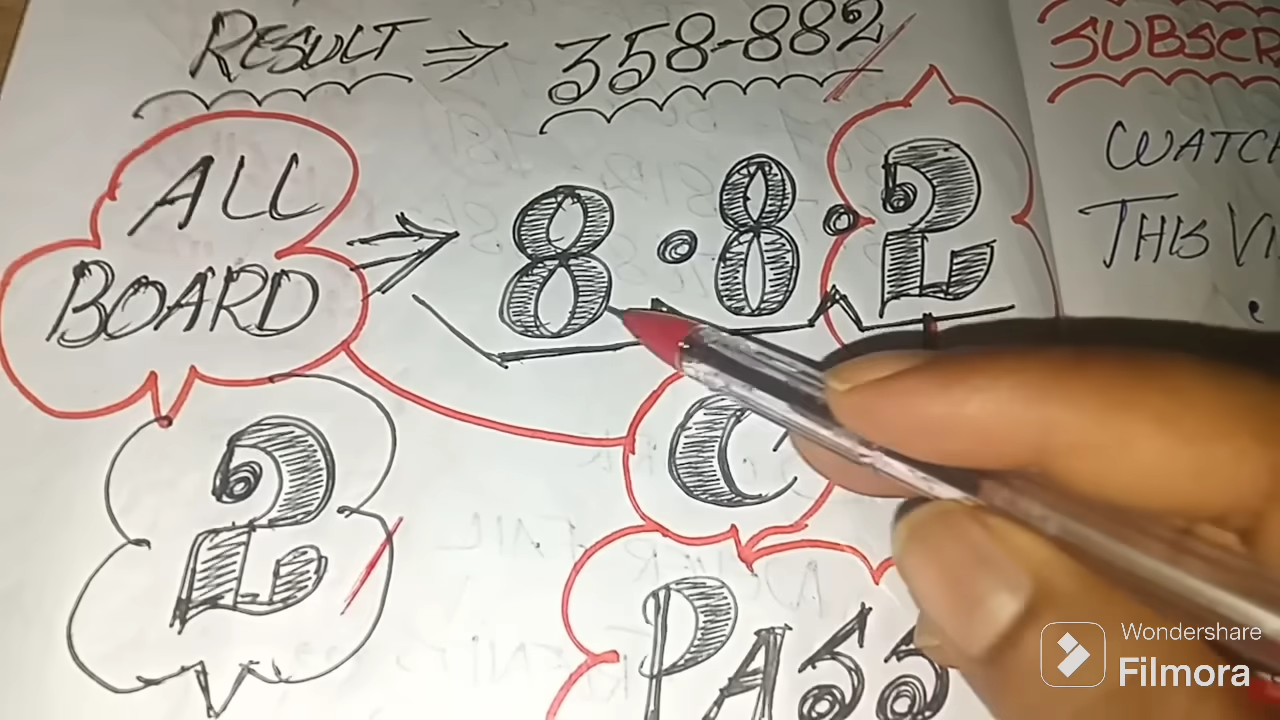 RESULT ⇒ 358-882
SUBSCR
ALL
BOARD
8.8.2
WATCH
THIS VI
2
C
PASS
Wondershare
Filmora